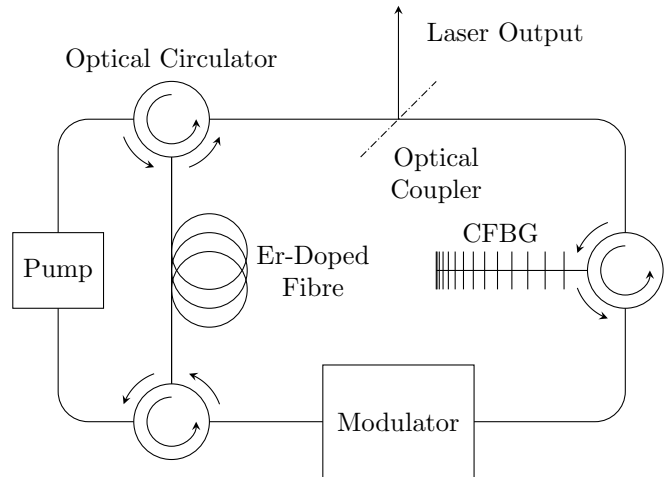 Laser Output
Optical Circulator
Optical
Coupler
CFBG
Pump
Er-Doped
Fibre
Modulator